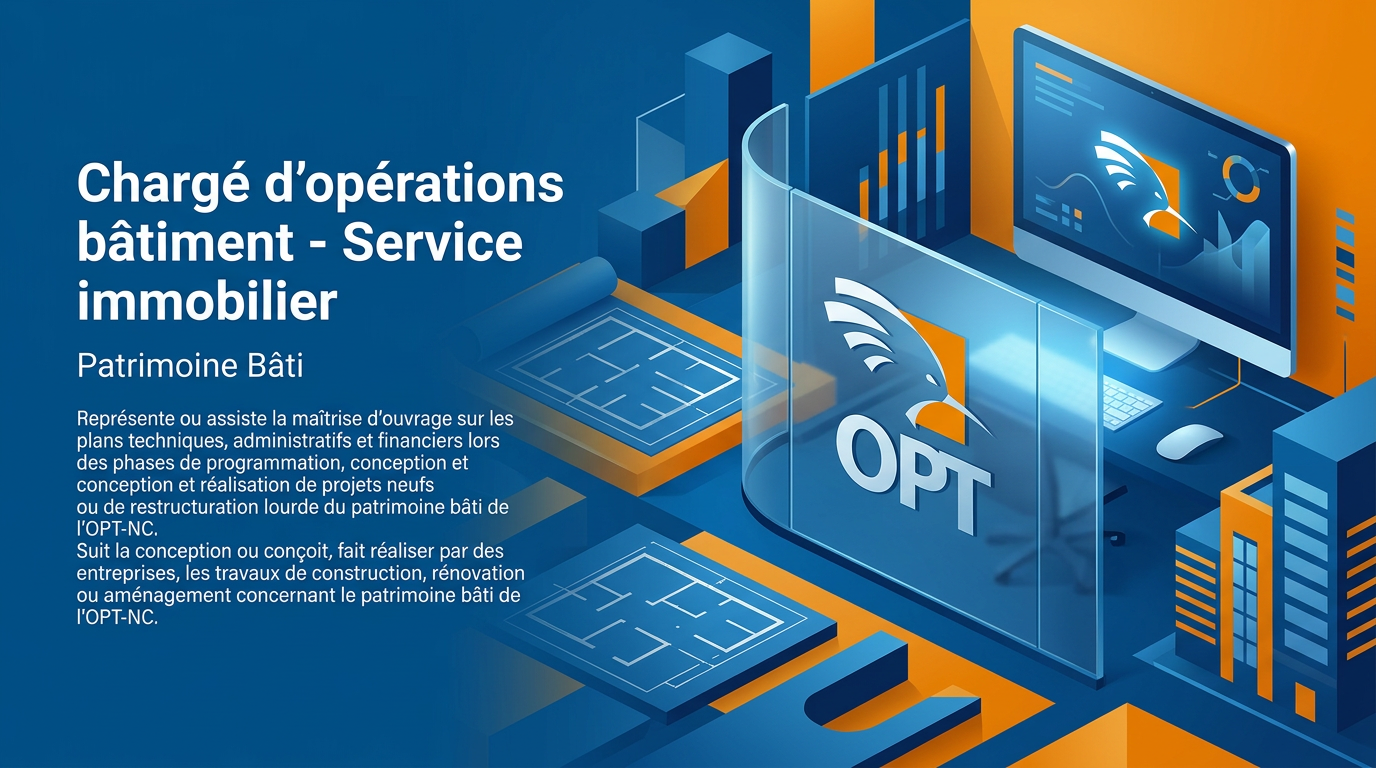 Chargé d’opérations
bâtiment - Service
immobilier
Patrimoine Bâti
Représente ou assiste la maîtrise d’ouvrage sur les
plans techniques, administratifs et financiers lors
des phases de programmation, conception et
conception et réalisation de projets neufs
ou de restructuration lourde du patrimoine bâti de
l’OPT-NC.
Suit la conception ou conçoit, fait réaliser par des
entreprises, les travaux de construction, rénovation
ou aménagement concernant le patrimoine bâti de
l’OPT-NC.
OPT